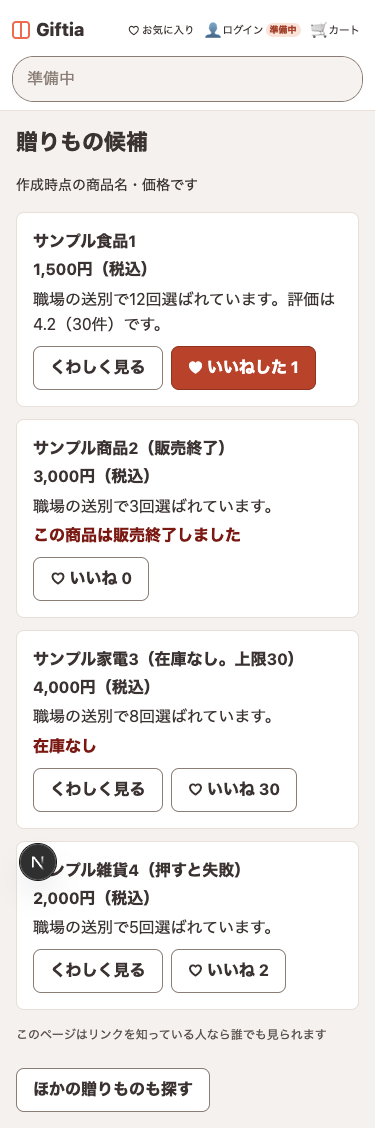 Giftia
お気に入り ログイン 準備中 カート
準備中
贈りもの候補
作成時点の商品名・価格です
サンプル食品1
1,500円（税込）
職場の送別で12回選ばれています。評価は
4.2（30件）です。
くわしく見る いいねした 1
サンプル商品2（販売終了）
3,000円（税込）
職場の送別で3回選ばれています。
この商品は販売終了しました
いいね 0
サンプル家電3（在庫なし。上限30）
4,000円（税込）
職場の送別で8回選ばれています。
在庫なし
くわしく見る いいね 30
N
ンプル雑貨4（押すと失敗）
2,000円（税込）
職場の送別で5回選ばれています。
くわしく見る いいね 2
このページはリンクを知っている人なら誰でも見られます
ほかの贈りものも探す